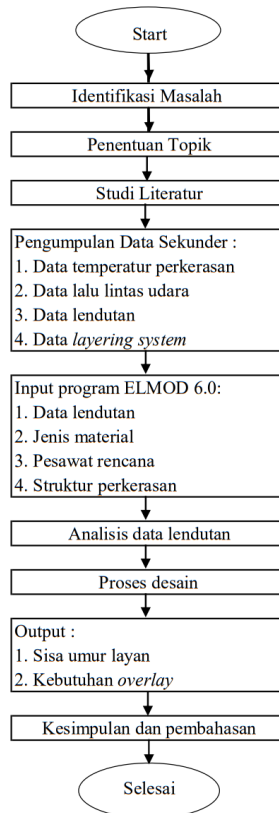 Start
Identifikasi Masalah
Penentuan Topik
Studi Literatur
Pengumpulan Data Sekunder :
1. Data temperatur perkerasan
2. Data lalu lintas udara
3. Data lendutan
4. Data layering system
Input program ELMOD 6.0:
1. Data lendutan
2. Jenis material
3. Pesawat rencana
4. Struktur perkerasan
Analisis data lendutan
Proses desain
Output :
1. Sisa umur layan
2. Kebutuhan overlay
Kesimpulan dan pembahasan
Selesai